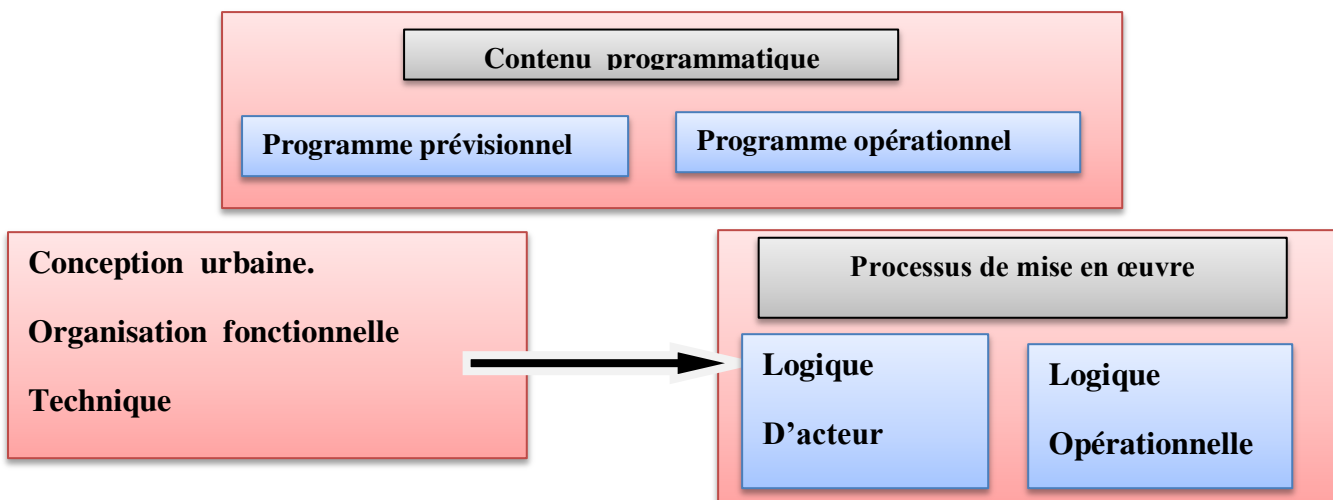 Contenu programmatique
Programme prévisionnel
Programme opérationnel
Conception urbaine.
Organisation fonctionnelle
Technique
Processus de mise en œuvre
Logique
D’acteur
Logique
Opérationnelle